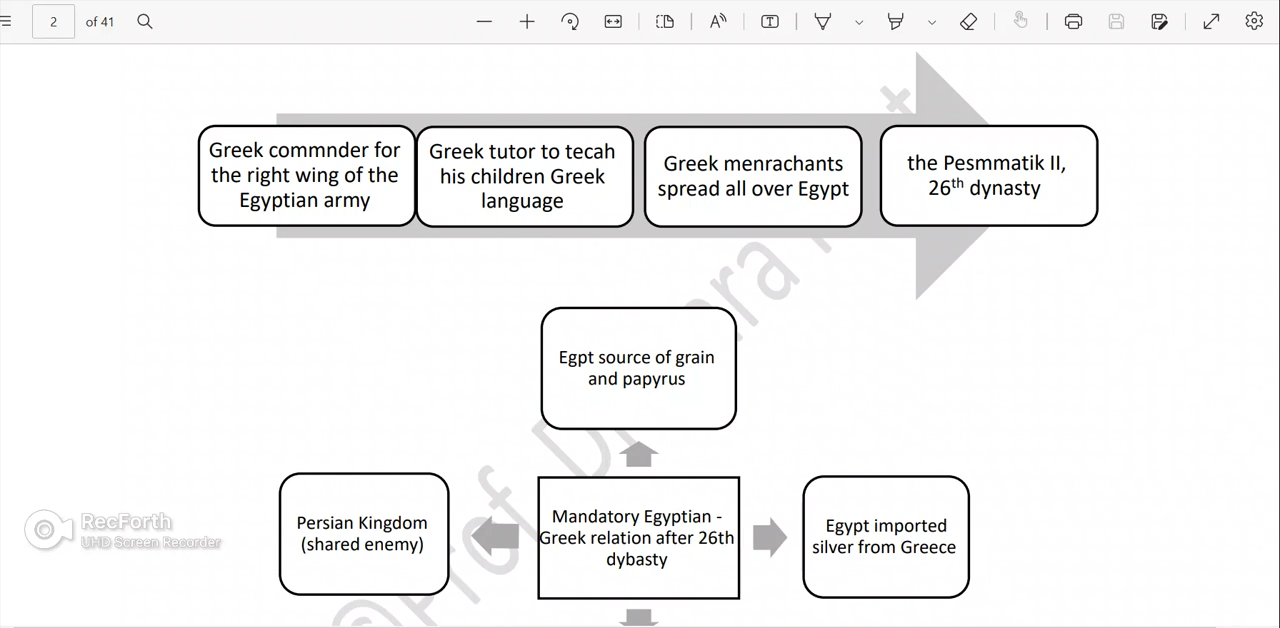 2 of 41
Greek commnder for
the right wing of the
Egyptian army
Greek tutor to tecah
his children Greek
language
Greek menrachants
spread all over Egypt
the Pesmmatik II,
26th dynasty
Egpt source of grain
and papyrus
Persian Kingdom
(shared enemy)
Mandatory Egyptian -
Greek relation after 26th
dybasty
Egypt imported
silver from Greece
RecForth
UHD Screen Recorder
©Prof.